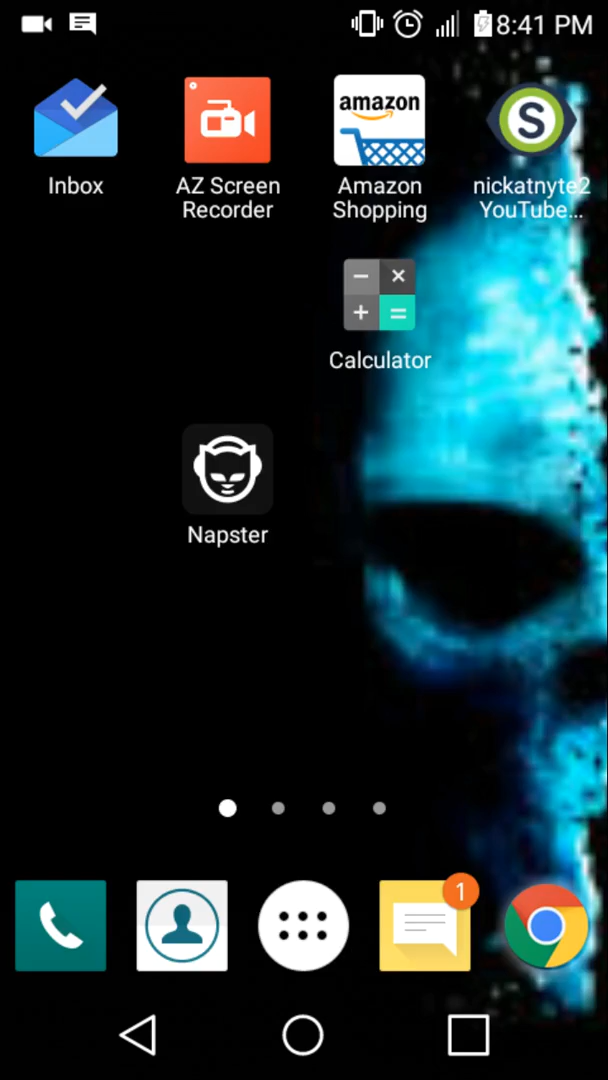 8:41 PM
amazon
S
Inbox
AZ Screen
Recorder
Amazon
Shopping
nickatnyte2
YouTube...
Calculator
Napster
1